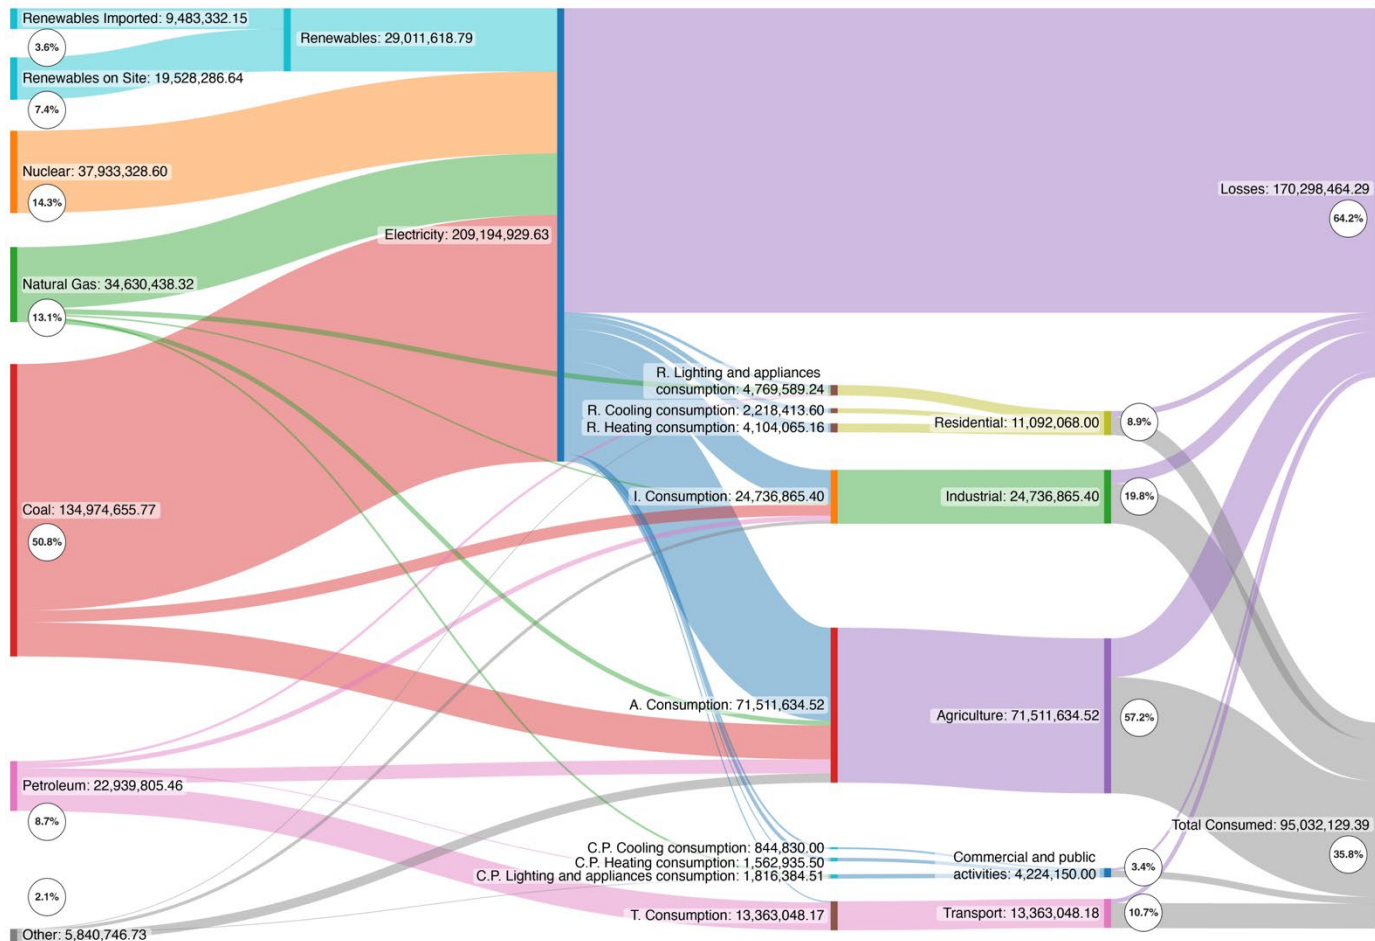 Renewables Imported: 9,483,332.15
3.6%
Renewables: 29,011,618.79
Renewables on Site: 19,528,286.64
7.4%
Nuclear: 37,933,328.60
14.3%
Losses: 170,298,464.29
64.2%
Electricity: 209,194,929.63
Natural Gas: 34,630,438.32
13.1%
R. Lighting and appliances
consumption: 4,769,589.24
R. Cooling consumption: 2,218,413.60
R. Heating consumption: 4,104,065.16
Residential: 11,092,068.00
8.9%
I. Consumption: 24,736,865.40
Industrial: 24,736,865.40
19.8%
Coal: 134,974,655.77
50.8%
A. Consumption: 71,511,634.52
Agriculture: 71,511,634.52
57.2%
Petroleum: 22,939,805.46
8.7%
Total Consumed: 95,032,129.39
35.8%
C.P. Cooling consumption: 844,830.00
C.P. Heating consumption: 1,562,935.50
C.P. Lighting and appliances consumption: 1,816,384.51
Commercial and public
activities: 4,224,150.00
3.4%
2.1%
T. Consumption: 13,363,048.17
Transport: 13,363,048.18
10.7%
Other: 5,840,746.73